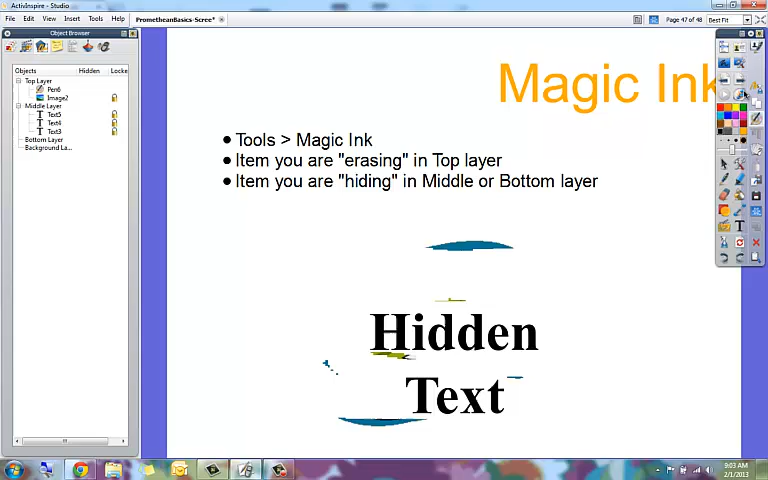 ActivInspire - Studio
File Edit View Insert Tools Help
PrometheanBasics-Scree*
Page 47 of 48
Best Fit
Object Browser
Objects Hidden Locke
Top Layer
Pen6
Image2
Middle Layer
Text5
Text4
Text3
Bottom Layer
Background La...
Magic Ink
● Tools > Magic Ink
● Item you are "erasing" in Top layer
● Item you are "hiding" in Middle or Bottom layer
Hidden
Text
9:03 AM
2/1/2013